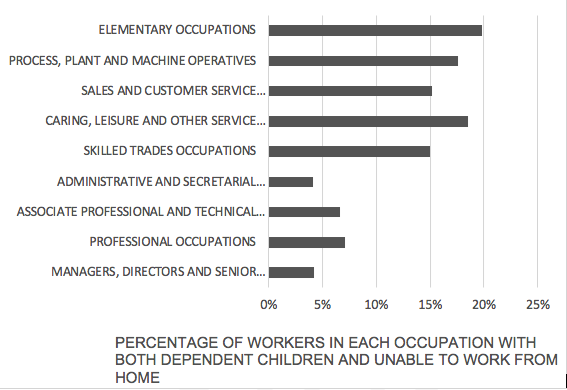 ELEMENTARY OCCUPATIONS
PROCESS, PLANT AND MACHINE OPERATIVES
SALES AND CUSTOMER SERVICE...
CARING, LEISURE AND OTHER SERVICE...
SKILLED TRADES OCCUPATIONS
ADMINISTRATIVE AND SECRETARIAL...
ASSOCIATE PROFESSIONAL AND TECHNICAL...
PROFESSIONAL OCCUPATIONS
MANAGERS, DIRECTORS AND SENIOR...
0% 5% 10% 15% 20% 25%
PERCENTAGE OF WORKERS IN EACH OCCUPATION WITH
BOTH DEPENDENT CHILDREN AND UNABLE TO WORK FROM
HOME